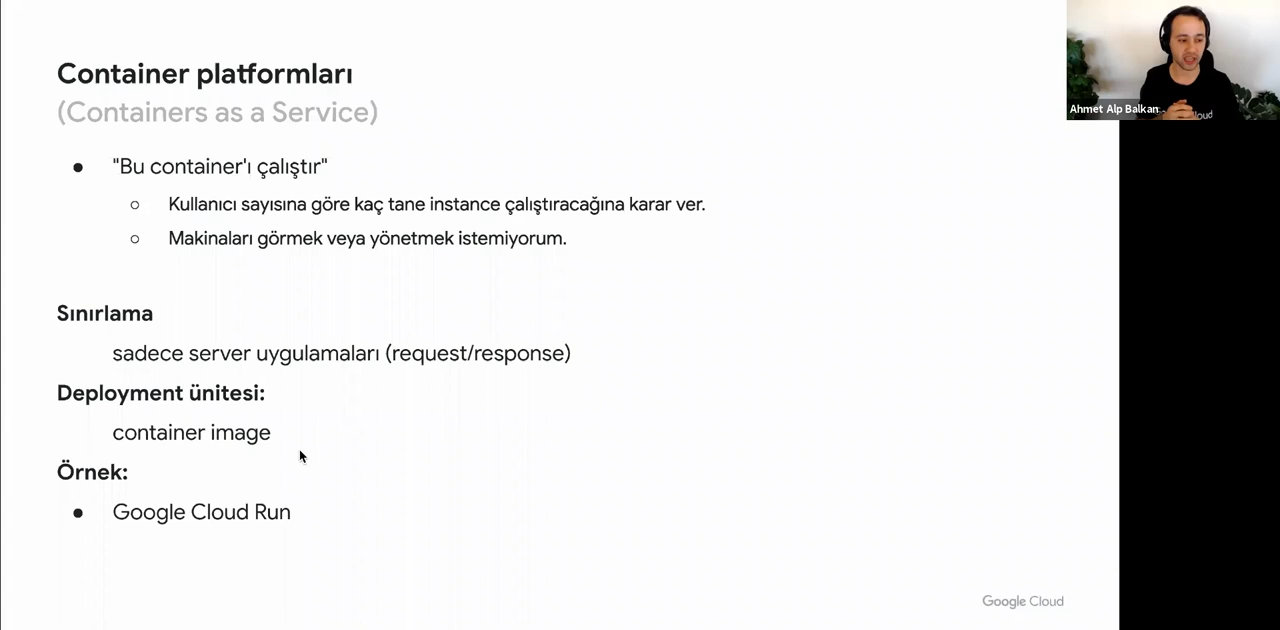 Container platformları
(Containers as a Service)
● "Bu container'ı çalıştır"
○ Kullanıcı sayısına göre kaç tane instance çalıştıracağına karar ver.
○ Makinaları görmek veya yönetmek istemiyorum.
Sınırlama
sadece server uygulamaları (request/response)
Deployment ünitesi:
container image
Örnek:
● Google Cloud Run
Google Cloud
Ahmet Alp Balkan